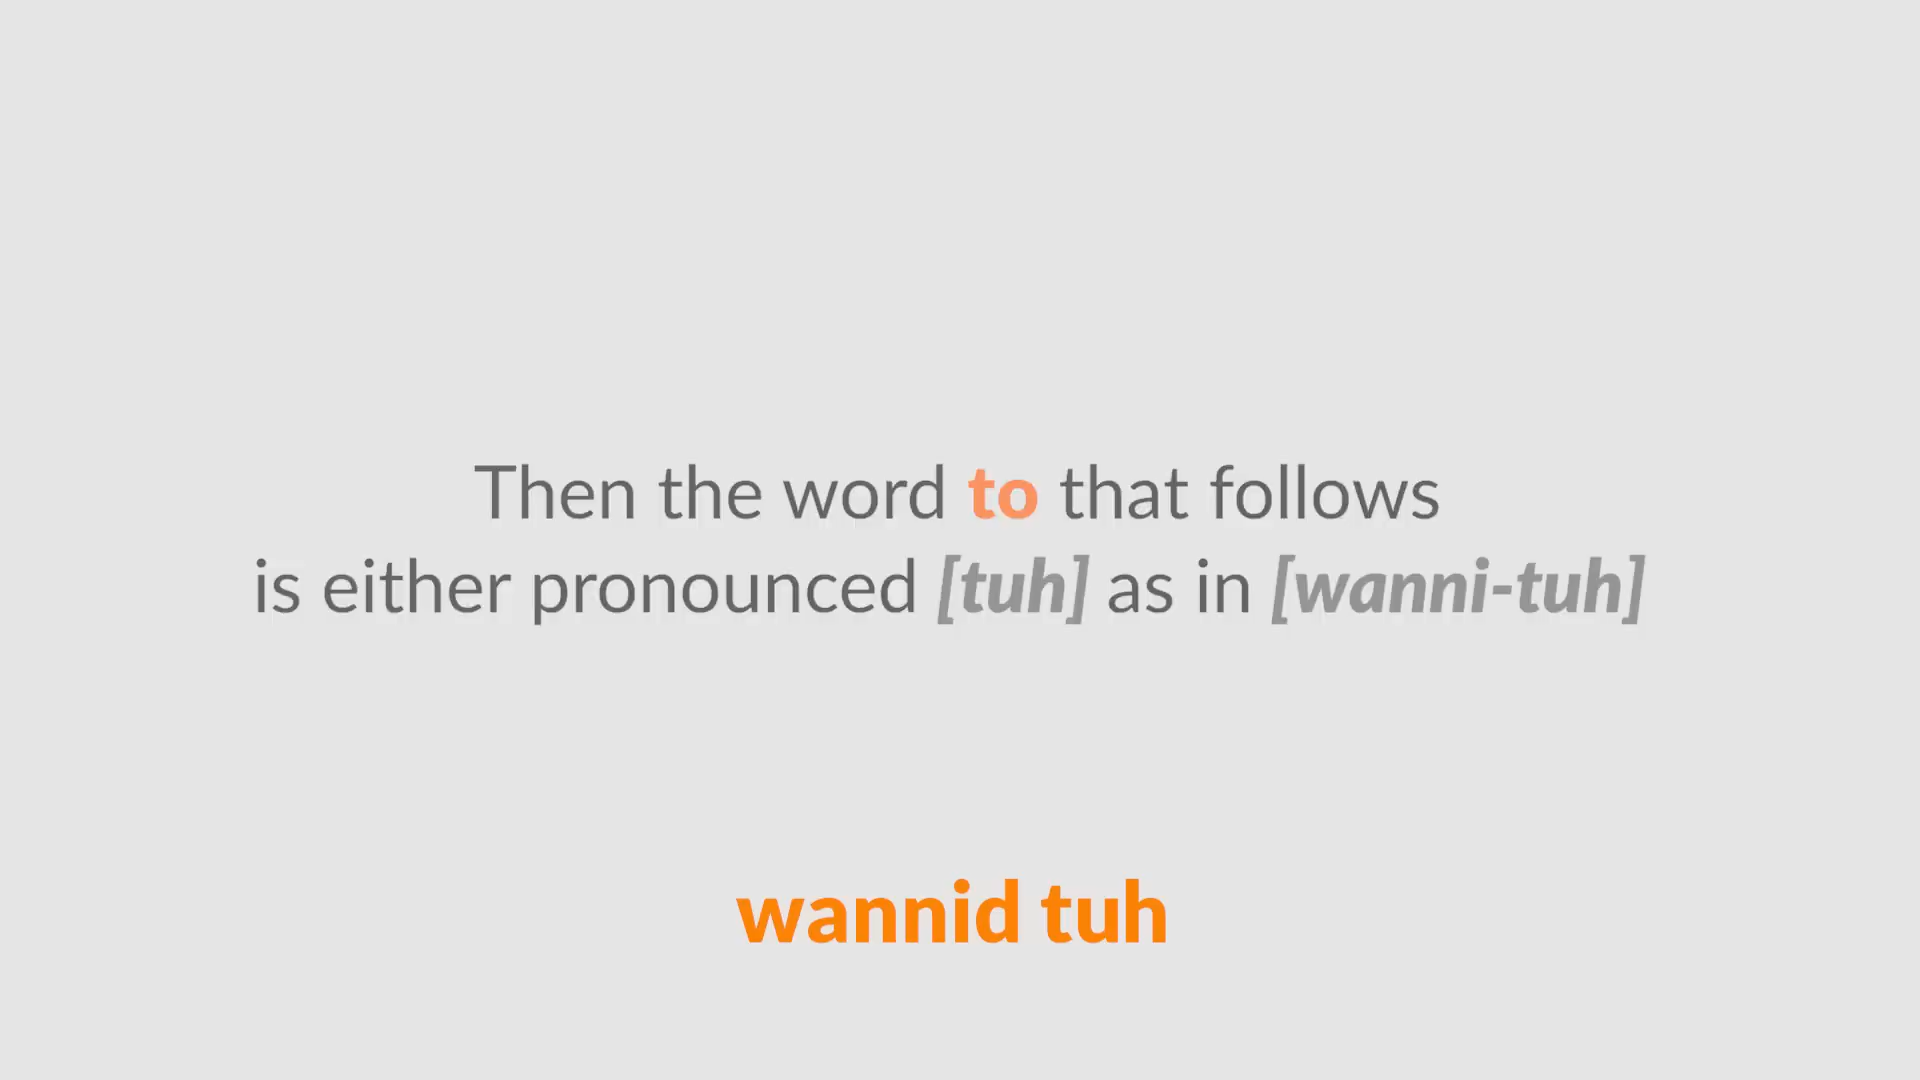 Then the word to that follows
is either pronounced [tuh] as in [wanni-tuh]
wannid tuh